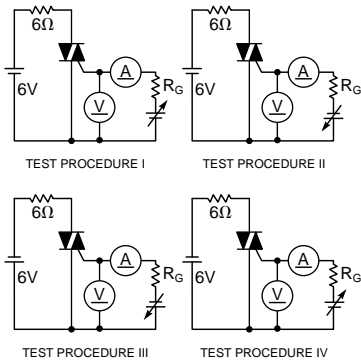 6Ω
A
RG
V
6V
TEST PROCEDURE I
6Ω
A
RG
V
6V
TEST PROCEDURE II
6Ω
A
RG
V
6V
TEST PROCEDURE III
6Ω
A
RG
V
6V
TEST PROCEDURE IV